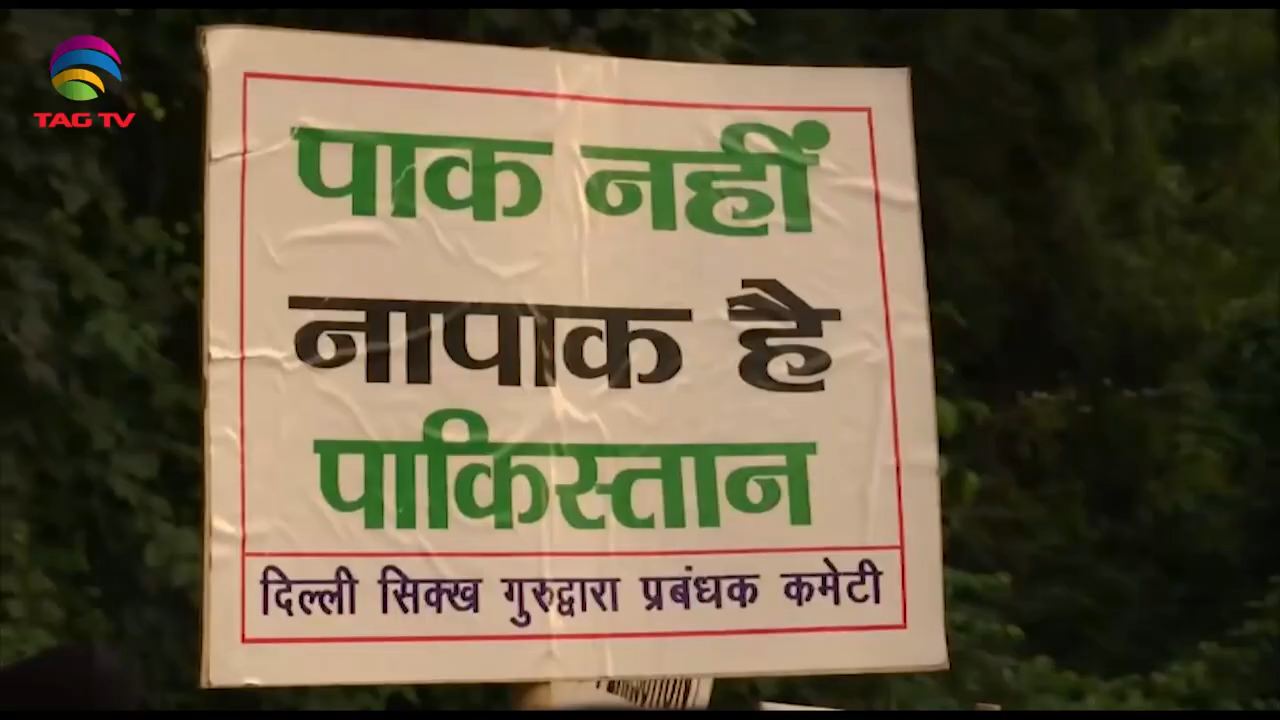 TAG TV
पाक नहीं
नापाक है
पाकिस्तान
दिल्ली सिक्ख गुरुद्वारा प्रबंधक कमेटी